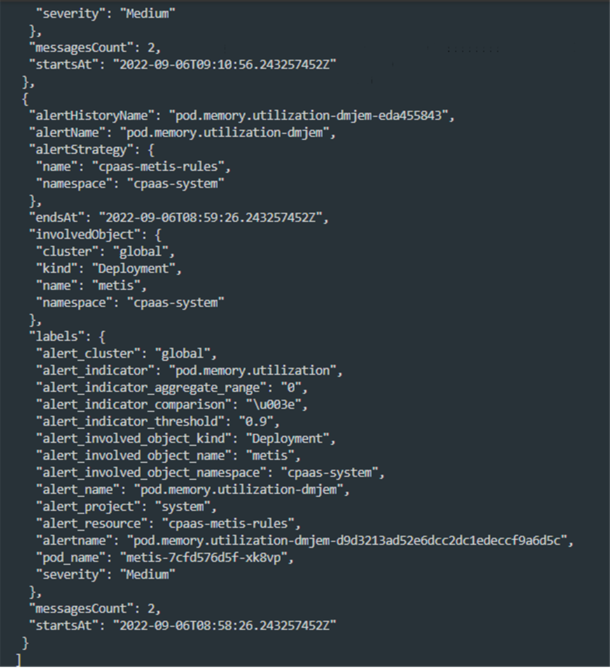 "severity": "Medium"
},
"messagesCount": 2,
"startsAt": "2022-09-06T09:10:56.243257452Z"
},
{
"alertHistoryName": "pod.memory.utilization-dmjem-eda455843",
"alertName": "pod.memory.utilization-dmjem",
"alertStrategy": {
"name": "cpaas-metis-rules",
"namespace": "cpaas-system"
},
"endsAt": "2022-09-06T08:59:26.243257452Z",
"involvedObject": {
"cluster": "global",
"kind": "Deployment",
"name": "metis",
"namespace": "cpaas-system"
},
"labels": {
"alert_cluster": "global",
"alert_indicator": "pod.memory.utilization",
"alert_indicator_aggregate_range": "0",
"alert_indicator_comparison": "\u003e",
"alert_indicator_threshold": "0.9",
"alert_involved_object_kind": "Deployment",
"alert_involved_object_name": "metis",
"alert_involved_object_namespace": "cpaas-system",
"alert_name": "pod.memory.utilization-dmjem",
"alert_project": "system",
"alert_resource": "cpaas-metis-rules",
"alertname": "pod.memory.utilization-dmjem-d9d3213ad52e6dcc2dc1edeccf9a6d5c",
"pod_name": "metis-7cfd576d5f-xk8vp",
"severity": "Medium"
},
"messagesCount": 2,
"startsAt": "2022-09-06T08:58:26.243257452Z"
}
]